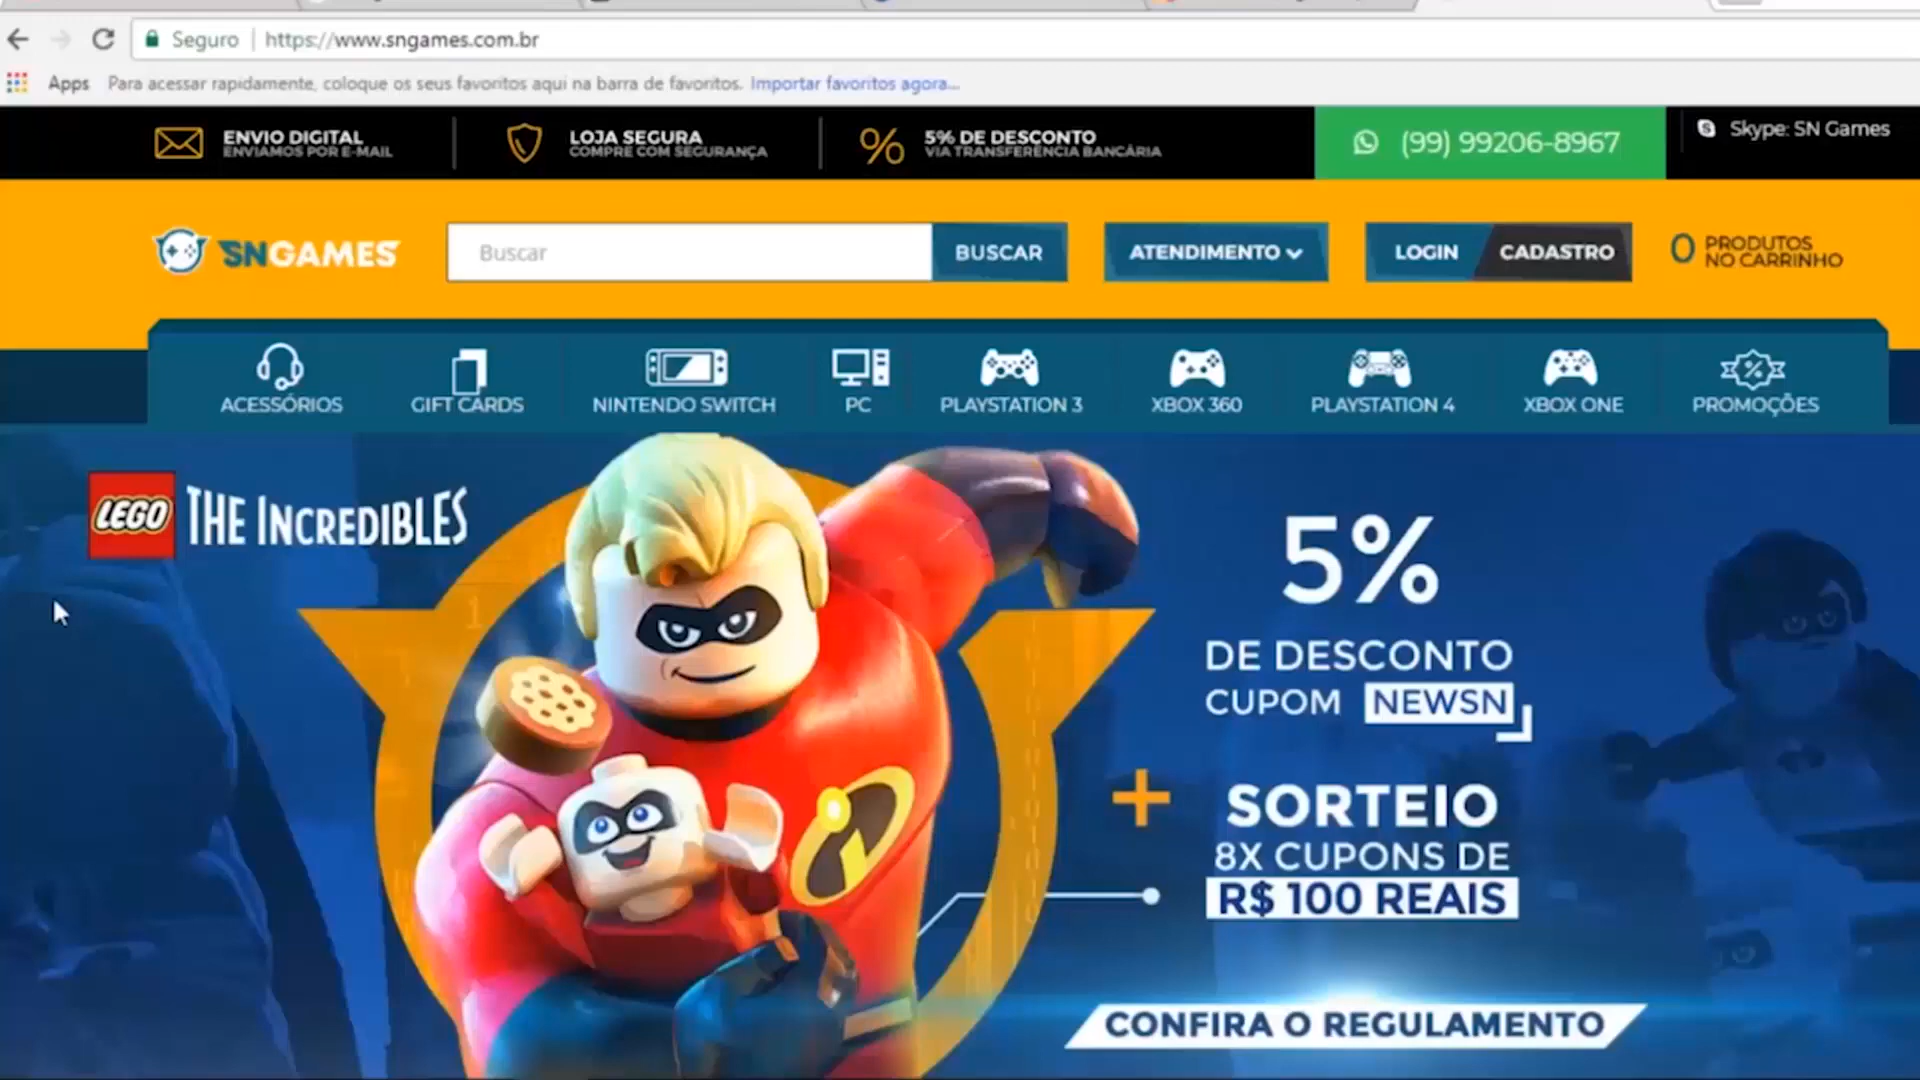 Seguro | https://www.sngames.com.br
Apps Para acessar rapidamente, coloque os seus favoritos aqui na barra de favoritos. Importar favoritos agora...
ENVIO DIGITAL
ENVIAMOS POR E-MAIL
LOJA SEGURA
COMPRE COM SEGURANÇA
5% DE DESCONTO
VIA TRANSFERÊNCIA BANCÁRIA
(99) 99206-8967
Skype: SN Games
SNGAMES
Buscar
BUSCAR
ATENDIMENTO
LOGIN
CADASTRO
0 PRODUTOS
NO CARRINHO
ACESSÓRIOS
GIFT CARDS
NINTENDO SWITCH
PC
PLAYSTATION 3
XBOX 360
PLAYSTATION 4
XBOX ONE
PROMOÇÕES
LEGO THE INCREDIBLES
5%
DE DESCONTO
CUPOM NEWSN
+ SORTEIO
8X CUPONS DE
R$ 100 REAIS
CONFIRA O REGULAMENTO